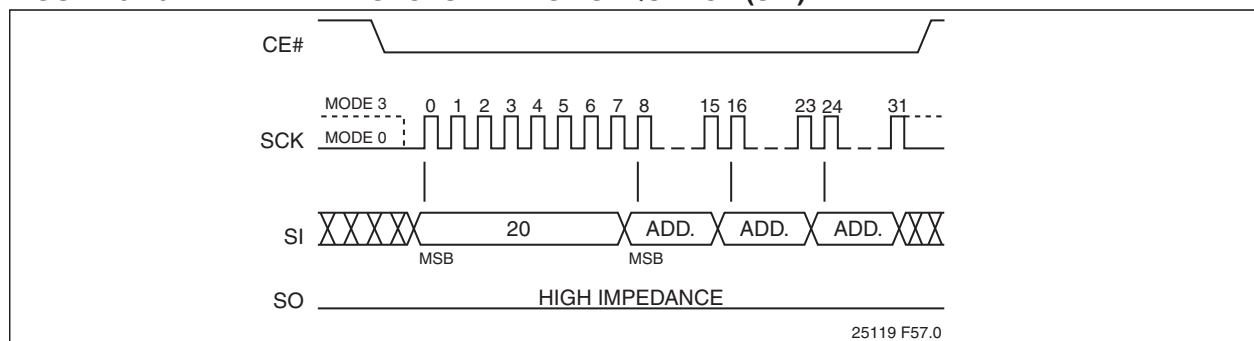 CE#
MODE 3
0 1 2 3 4 5 6 7 8 15 16 23 24 31
SCK
MODE 0
SI
20 ADD. ADD. ADD.
MSB MSB
SO
HIGH IMPEDANCE
25119 F57.0